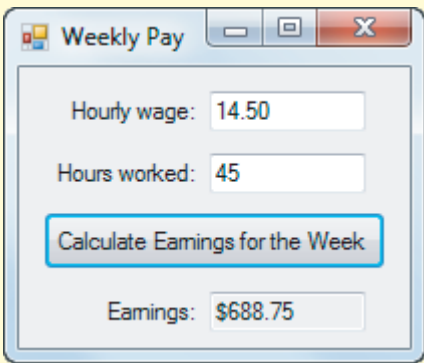 Weekly Pay
Hourly wage: 14.50
Hours worked: 45
Calculate Earnings for the Week
Earnings: $688.75